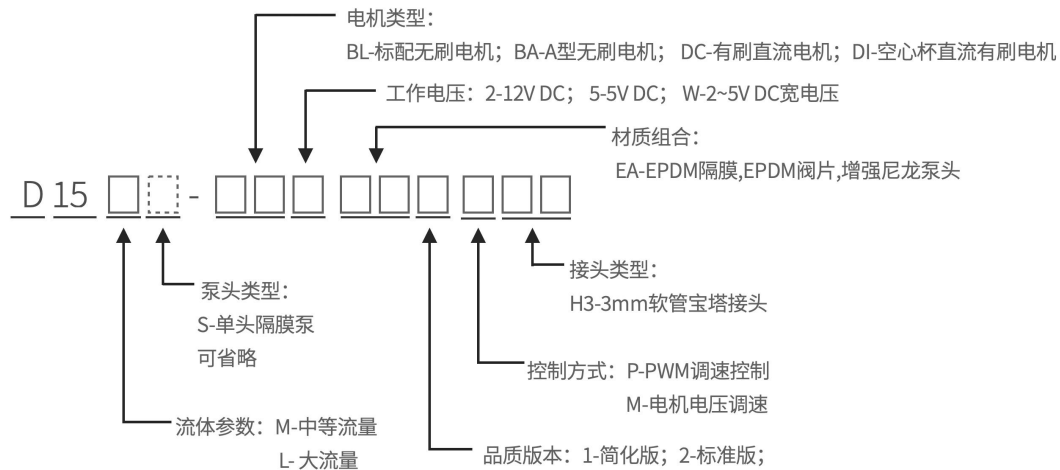 电机类型：
BL-标配无刷电机；BA-A型无刷电机； DC-有刷直流电机；DI-空心杯直流有刷电机
工作电压：2-12V DC； 5-5V DC； W-2~5V DC宽电压
材质组合：
EA-EPDM隔膜,EPDM阀片,增强尼龙泵头
D 15 □ □ - □ □ □ □ □ □ □ □ □
接头类型：
H3-3mm软管宝塔接头
泵头类型：
S-单头隔膜泵
可省略
控制方式：P-PWM调速控制
M-电机电压调速
流体参数：M-中等流量
L- 大流量
品质版本：1-简化版；2-标准版；